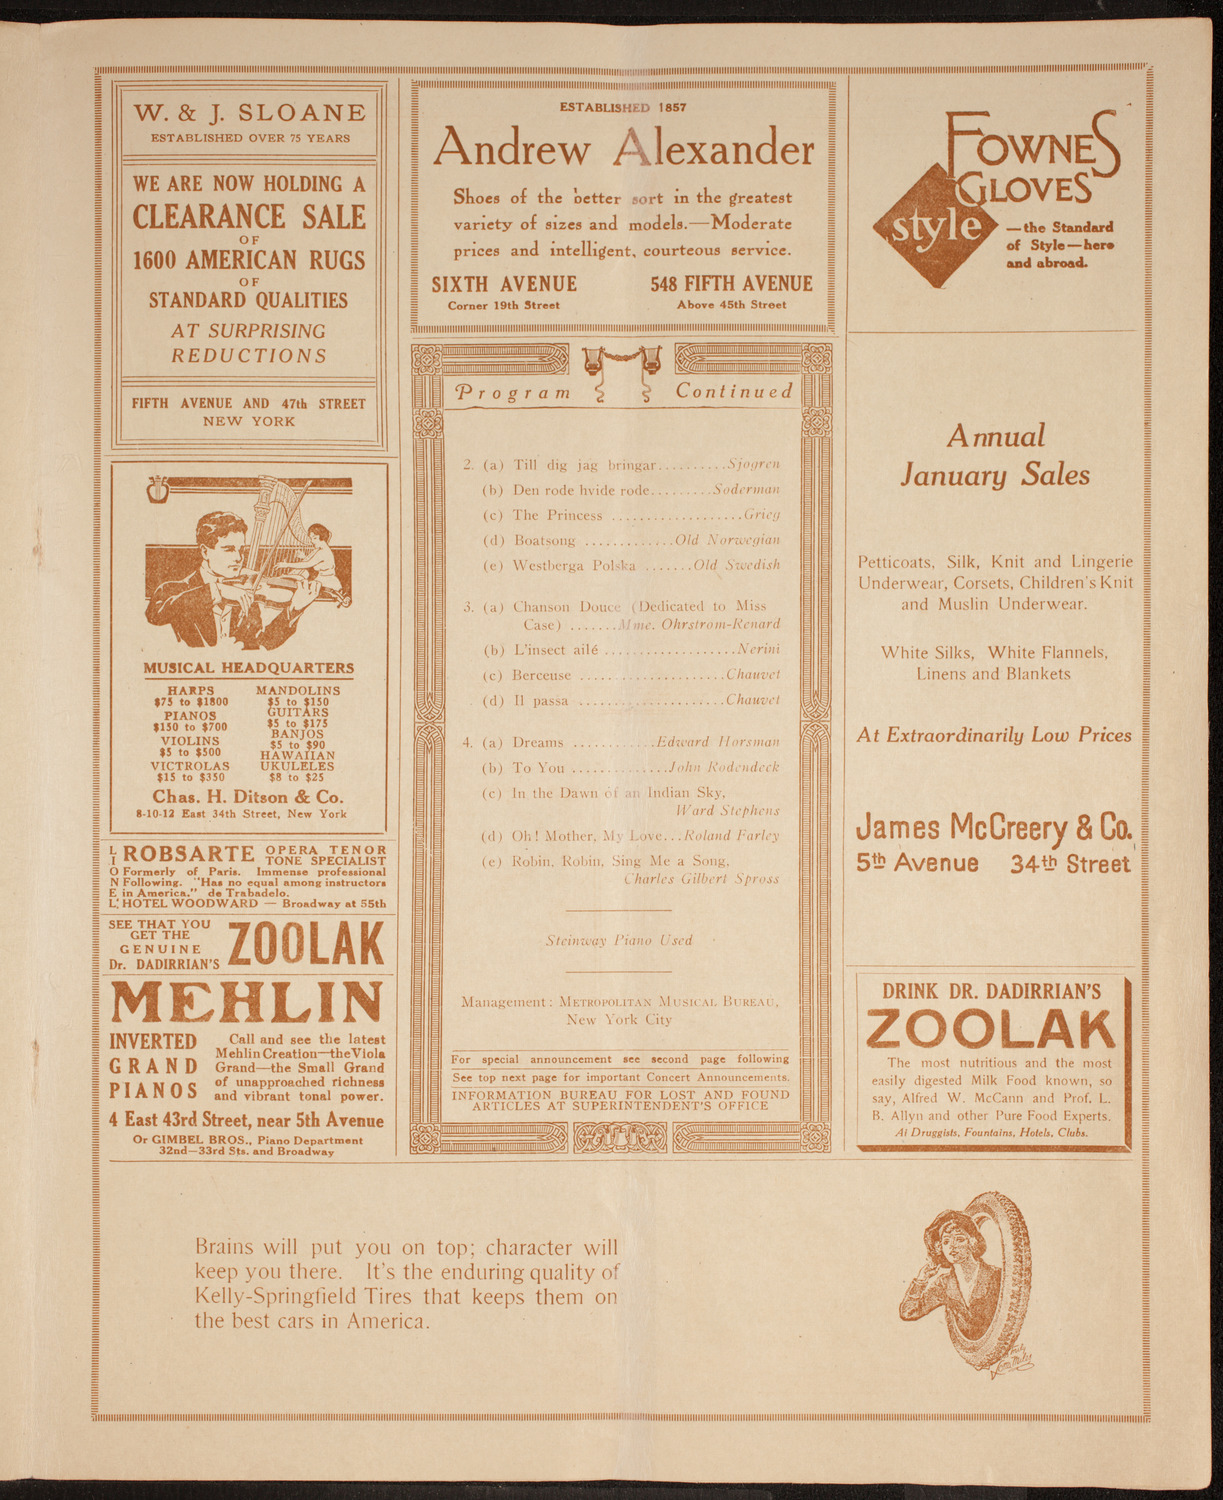 W. & J. SLOANE
ESTABLISHED OVER 75 YEARS
WE ARE NOW HOLDING A
CLEARANCE SALE
OF
1600 AMERICAN RUGS
OF
STANDARD QUALITIES
AT SURPRISING
REDUCTIONS
FIFTH AVENUE AND 47th STREET
NEW YORK
MUSICAL HEADQUARTERS
HARPS
$75 to $1800
PIANOS
$150 to $700
VIOLINS
$5 to $500
VICTROLAS
$15 to $350
MANDOLINS
$5 to $150
GUITARS
$5 to $175
BANJOS
$5 to $90
HAWAIIAN
UKULELES
$8 to $25
Chas. H. Ditson & Co.
8-10-12 East 34th Street, New York
LIONEL ROBSARTE OPERA TENOR
TONE SPECIALIST
Formerly of Paris. Immense professional
Following. "Has no equal among instructors
in America." de Trabadelo.
HOTEL WOODWARD — Broadway at 55th
SEE THAT YOU
GET THE
GENUINE
Dr. DADIRRIAN'S
ZOOLAK
MEHLIN
INVERTED
GRAND
PIANOS
Call and see the latest
Mehlin Creation—the Viola
Grand—the Small Grand
of unapproached richness
and vibrant tonal power.
4 East 43rd Street, near 5th Avenue
Or GIMBEL BROS., Piano Department
32nd—33rd Sts. and Broadway
ESTABLISHED 1857
Andrew Alexander
Shoes of the better sort in the greatest
variety of sizes and models.—Moderate
prices and intelligent, courteous service.
SIXTH AVENUE
Corner 19th Street
548 FIFTH AVENUE
Above 45th Street
Program Continued
2. (a) Till dig jag bringar..........Sjogren
(b) Den rode hvide rode.........Soderman
(c) The Princess ...................Grieg
(d) Boatsong .............Old Norwegian
(e) Westberga Polska .......Old Swedish
3. (a) Chanson Douce (Dedicated to Miss
Case) .......Mme. Ohrstrom-Renard
(b) L'insect ailé ...................Nerini
(c) Berceuse .....................Chauvet
(d) Il passa .....................Chauvet
4. (a) Dreams ............Edward Horsman
(b) To You ..............John Rodendeck
(c) In the Dawn of an Indian Sky,
Ward Stephens
(d) Oh! Mother, My Love...Roland Farley
(e) Robin, Robin, Sing Me a Song,
Charles Gilbert Spross
Steinway Piano Used
Management: METROPOLITAN MUSICAL BUREAU,
New York City
For special announcement see second page following
See top next page for important Concert Announcements.
INFORMATION BUREAU FOR LOST AND FOUND
ARTICLES AT SUPERINTENDENT'S OFFICE
FOWNES
GLOVES
style
—the Standard
of Style—here
and abroad.
Annual
January Sales
Petticoats, Silk, Knit and Lingerie
Underwear, Corsets, Children's Knit
and Muslin Underwear.
White Silks, White Flannels,
Linens and Blankets
At Extraordinarily Low Prices
James McCreery & Co.
5th Avenue 34th Street
DRINK DR. DADIRRIAN'S
ZOOLAK
The most nutritious and the most
easily digested Milk Food known, so
say, Alfred W. McCann and Prof. L.
B. Allyn and other Pure Food Experts.
At Druggists, Fountains, Hotels, Clubs.
Brains will put you on top; character will
keep you there. It's the enduring quality of
Kelly-Springfield Tires that keeps them on
the best cars in America.